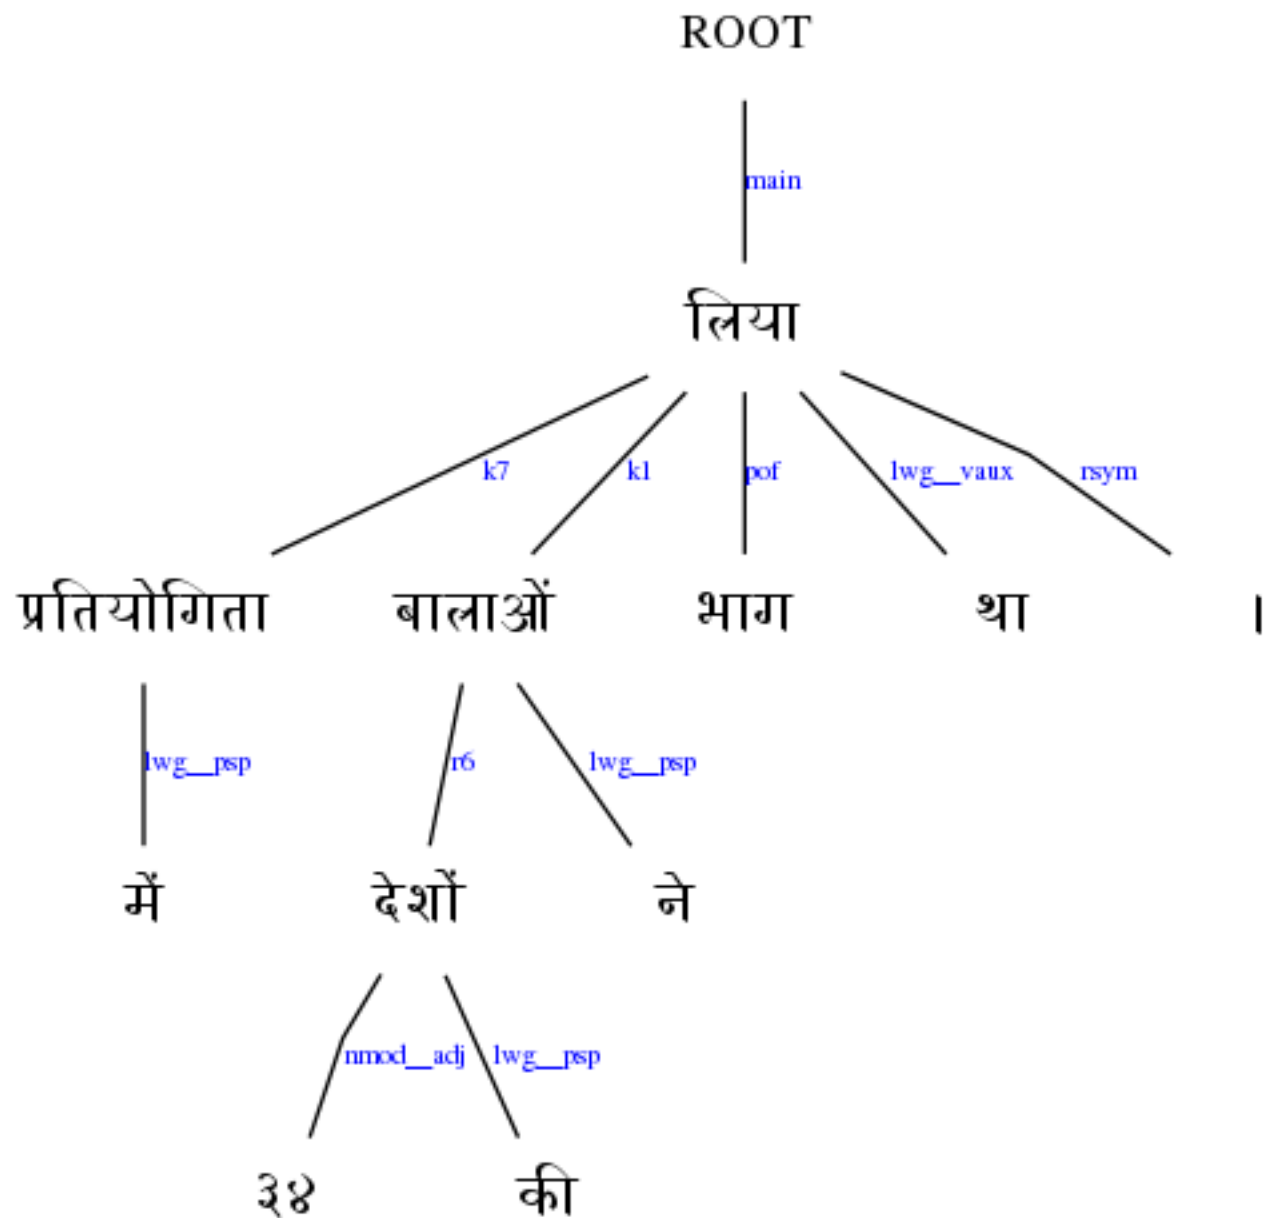 ROOT
main
लिया
k7 k1 pof lwg__vaux rsym
प्रतियोगिता बालाओं भाग था ।
lwg__psp r6 lwg__psp
में देशों ने
nmod__adj lwg__psp
३४ की